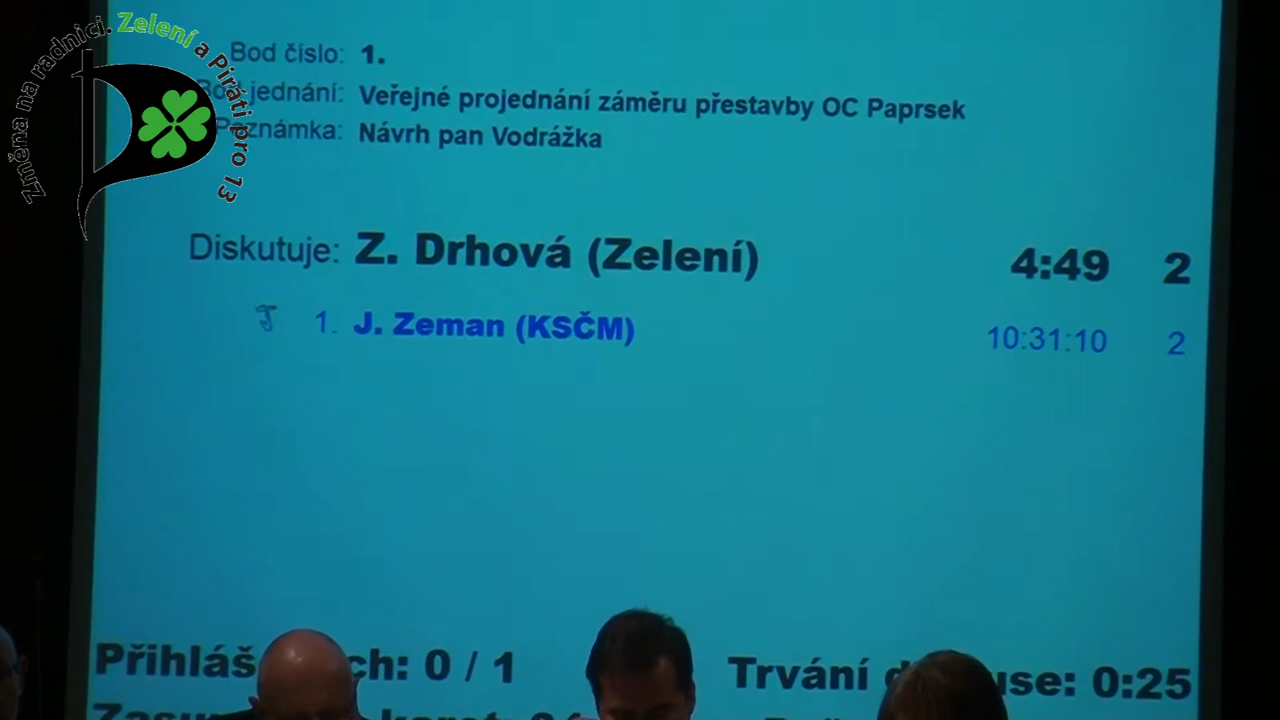 Změna na radnici. Zelení a Piráti pro 13
Bod číslo: 1.
Bod jednání: Veřejné projednání záměru přestavby OC Paprsek
Poznámka: Návrh pan Vodrážka
Diskutuje: Z. Drhová (Zelení) 4:49 2
1. J. Zeman (KSČM) 10:31:10 2
Přihláš ch: 0 / 1 Trvání d use: 0:25